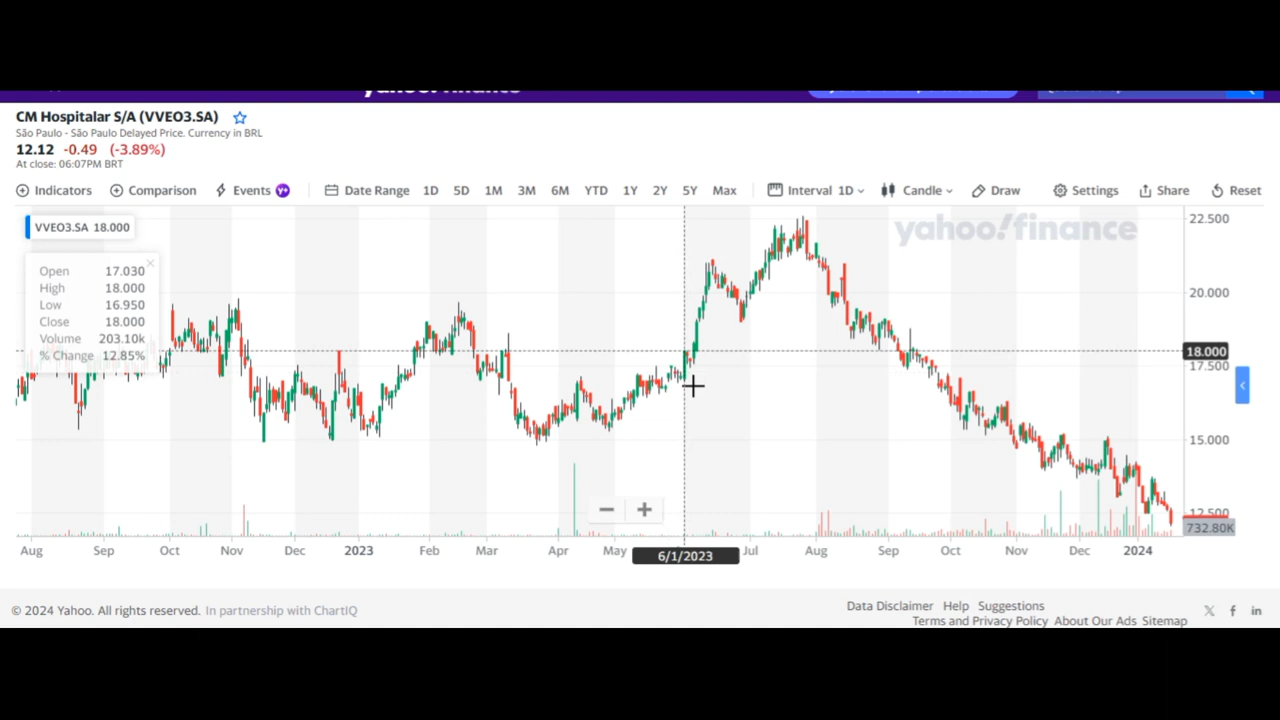 CM Hospitalar S/A (VVEO3.SA)
São Paulo - São Paulo Delayed Price. Currency in BRL
12.12 -0.49 (-3.89%)
At close: 06:07PM BRT
Indicators Comparison Events Y+ Date Range 1D 5D 1M 3M 6M YTD 1Y 2Y 5Y Max Interval 1D Candle Draw Settings Share Reset
VVEO3.SA 18.000
yahoo!finance
Open 17.030
High 18.000
Low 16.950
Close 18.000
Volume 203.10k
% Change 12.85%
22.500
20.000
18.000
17.500
15.000
12.500
732.80K
Aug Sep Oct Nov Dec 2023 Feb Mar Apr May 6/1/2023 Jul Aug Sep Oct Nov Dec 2024
© 2024 Yahoo. All rights reserved. In partnership with ChartIQ
Data Disclaimer Help Suggestions
Terms and Privacy Policy About Our Ads Sitemap